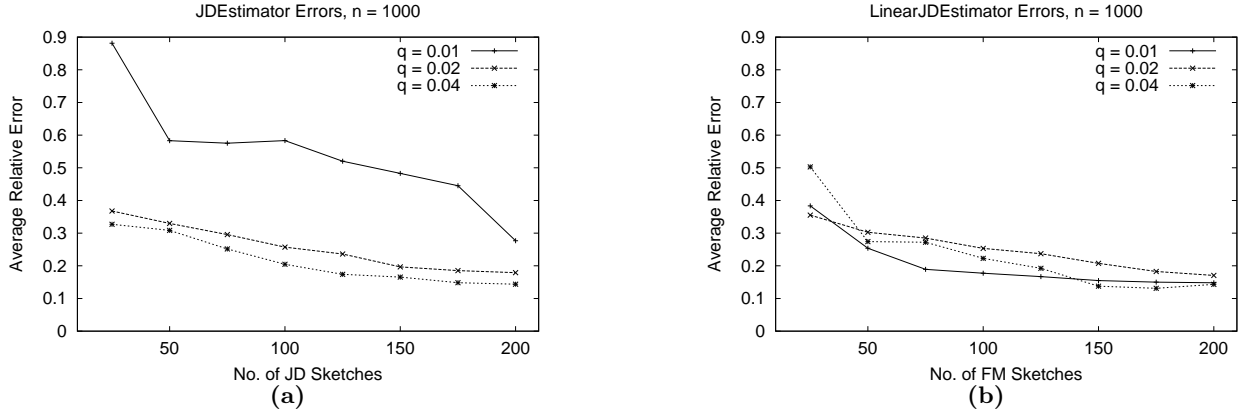 JDEstimator Errors, n = 1000
0.9
0.8
0.7
0.6
0.5
0.4
0.3
0.2
0.1
0
Average Relative Error
q = 0.01
q = 0.02
q = 0.04
50
100
150
200
No. of JD Sketches
(a)
LinearJDEstimator Errors, n = 1000
0.9
0.8
0.7
0.6
0.5
0.4
0.3
0.2
0.1
0
Average Relative Error
q = 0.01
q = 0.02
q = 0.04
50
100
150
200
No. of FM Sketches
(b)